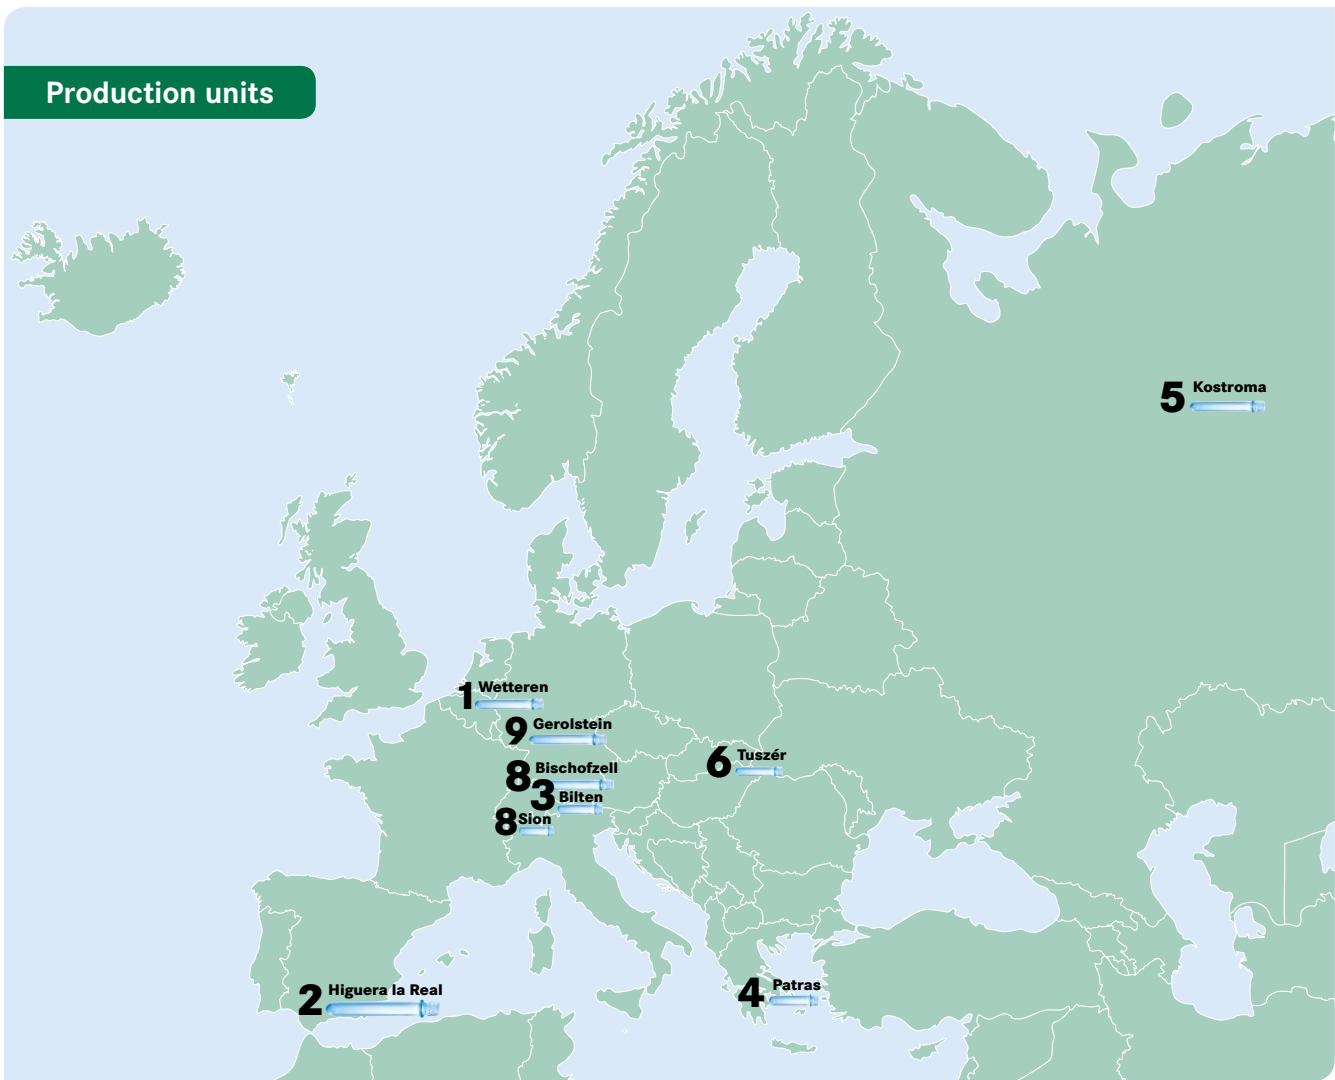 Production units
5 Kostroma
1 Wetteren
9 Gerolstein
6 Tuszér
8 Bischofzell
3 Bilten
8 Sion
2 Higuera la Real
4 Patras